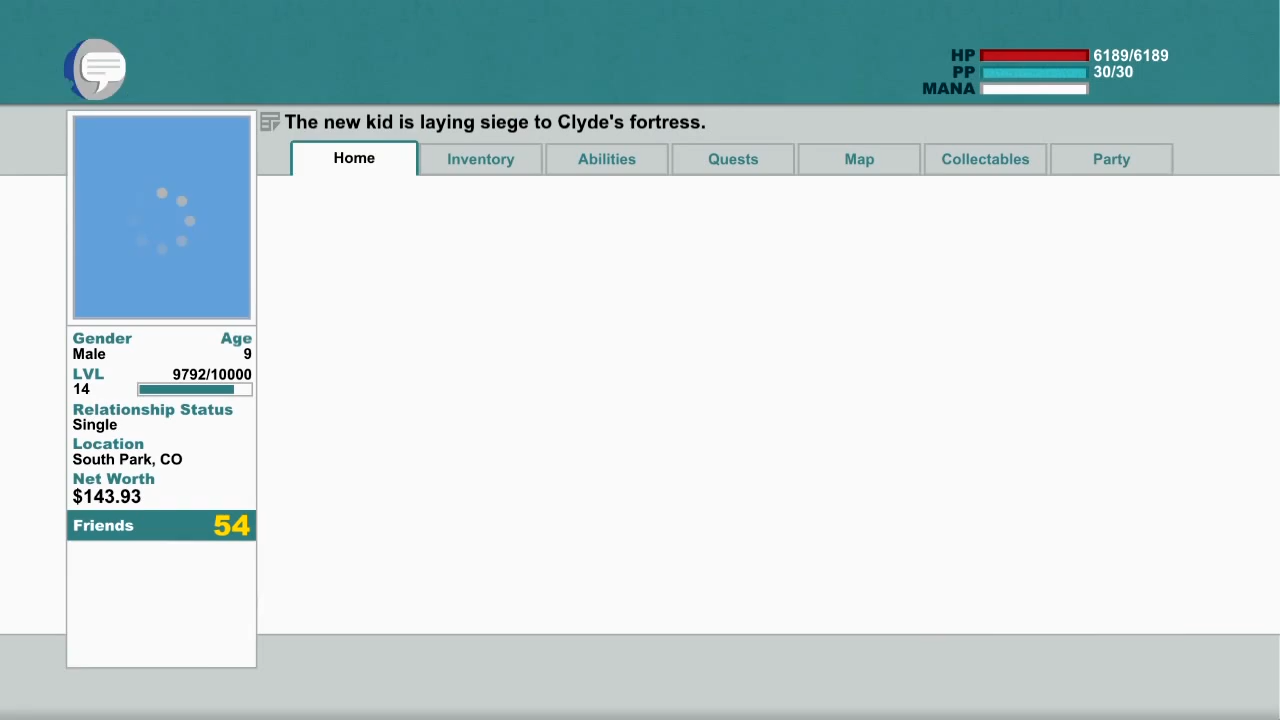 HP 6189/6189
PP 30/30
MANA
The new kid is laying siege to Clyde's fortress.
Home Inventory Abilities Quests Map Collectables Party
Gender Age
Male 9
LVL 9792/10000
14
Relationship Status
Single
Location
South Park, CO
Net Worth
$143.93
Friends 54